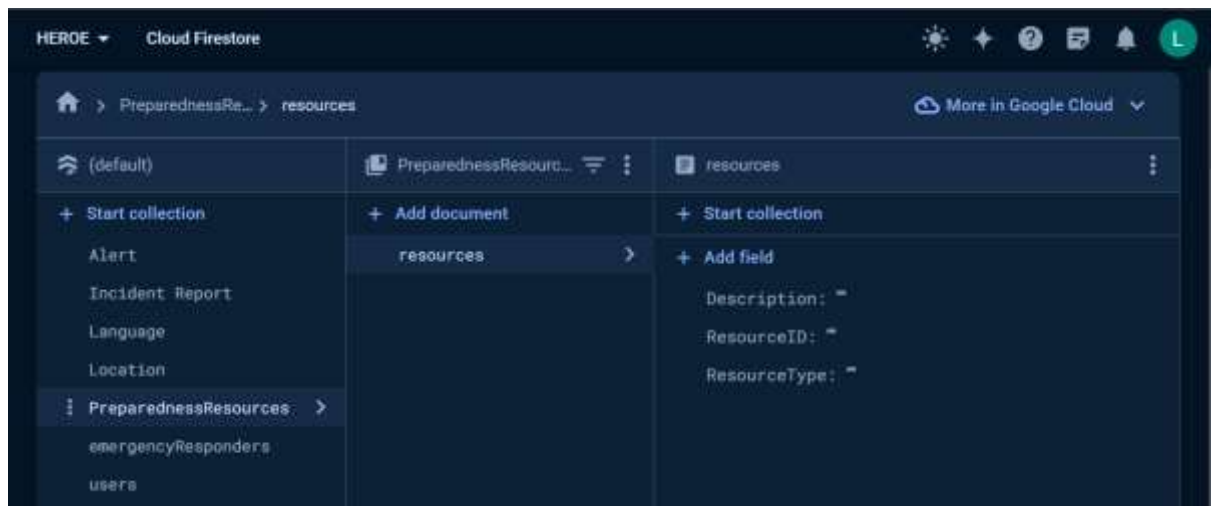 HEROE Cloud Firestore
L
PreparednessRe... > resources
More in Google Cloud
(default)
PreparednessResourc...
resources
+ Start collection
+ Add document
+ Start collection
Alert
resources >
+ Add field
Incident Report
Description: ""
Language
ResourceID: ""
Location
ResourceType: ""
PreparednessResources >
emergencyResponders
users